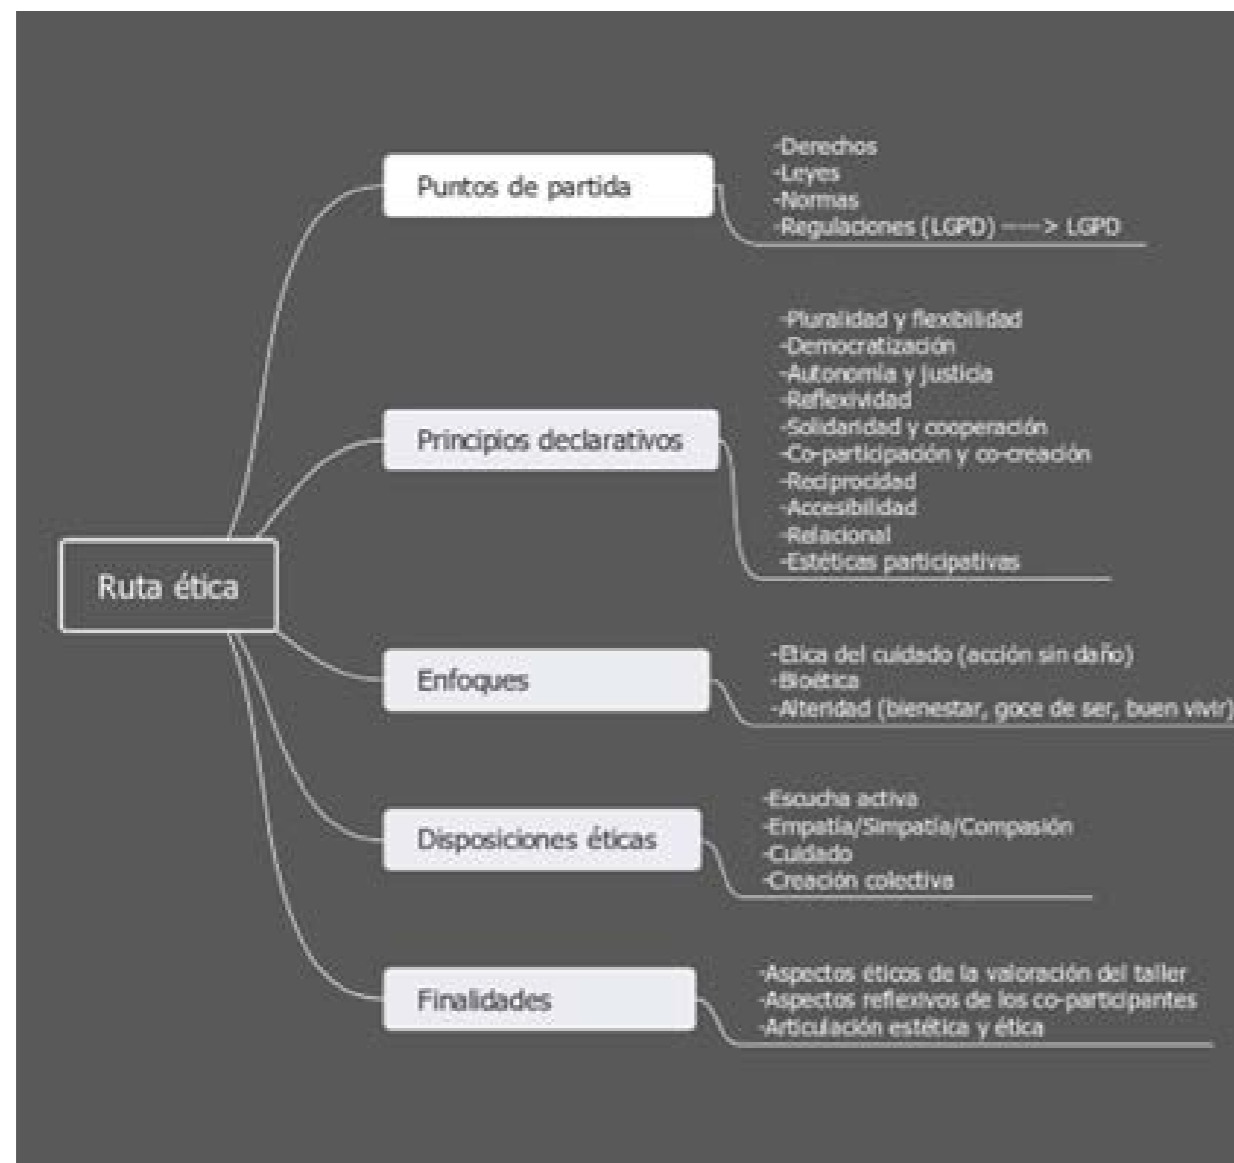 Ruta ética
Puntos de partida
-Derechos
-Leyes
-Normas
-Regulaciones (LGPD) ----> LGPD
Principios declarativos
-Pluralidad y flexibilidad
-Democratización
-Autonomía y justicia
-Reflexividad
-Solidaridad y cooperación
-Co-participación y co-creación
-Reciprocidad
-Accesibilidad
-Relacional
-Estéticas participativas
Enfoques
-Etica del cuidado (acción sin daño)
-Bioética
-Alteridad (bienestar, goce de ser, buen vivir)
Disposiciones éticas
-Escucha activa
-Empatía/Simpatía/Compasión
-Cuidado
-Creación colectiva
Finalidades
-Aspectos éticos de la valoración del taller
-Aspectos reflexivos de los co-participantes
-Articulación estética y ética